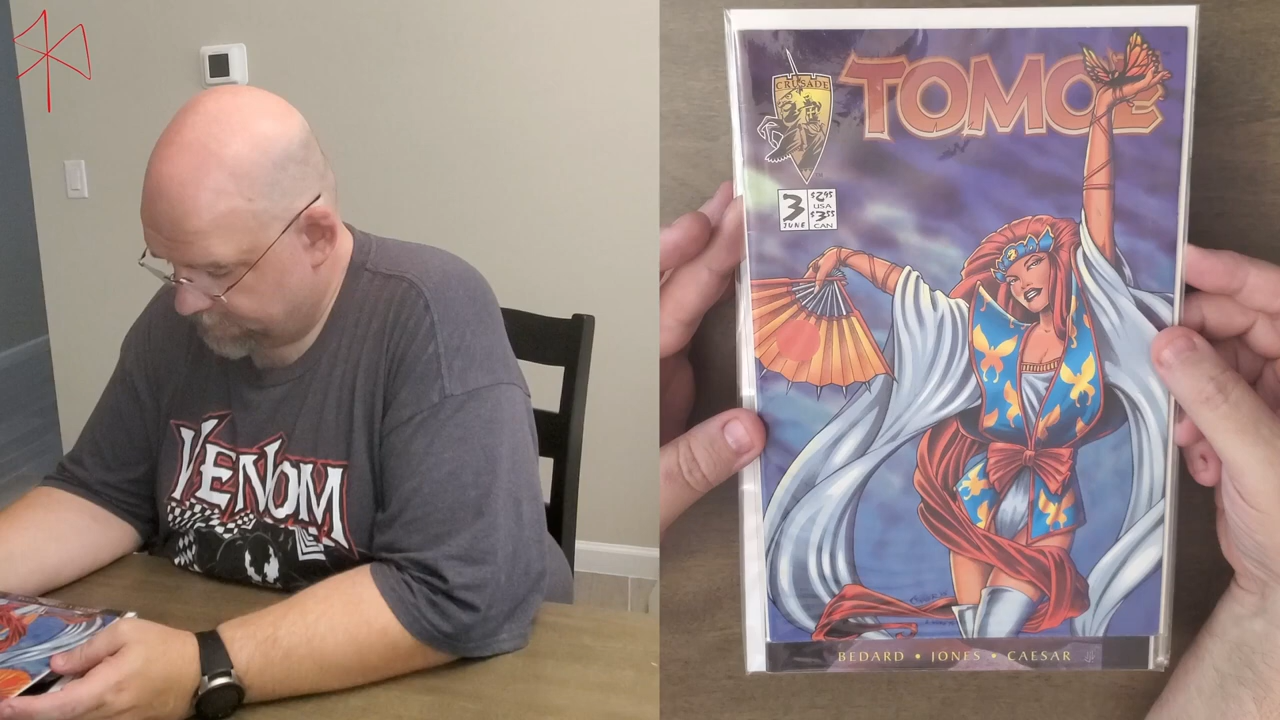 VENOM
CRUSADE
TOMOE
3
JUNE
$2.95
USA
$3.55
CAN
BEDARD • JONES • CAESAR